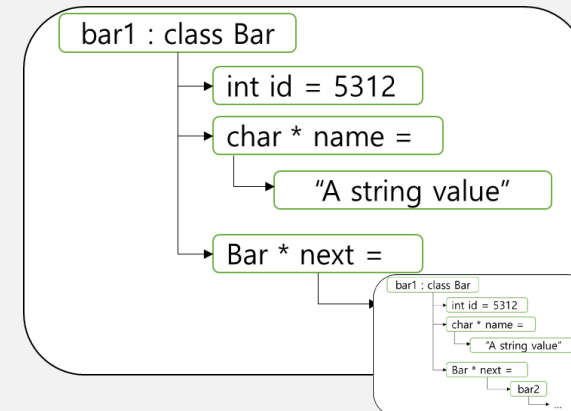 bar1 : class Bar
int id = 5312
char * name =
“A string value”
Bar * next =
bar1 : class Bar
int id = 5312
char * name =
“A string value”
Bar * next =
bar2
...